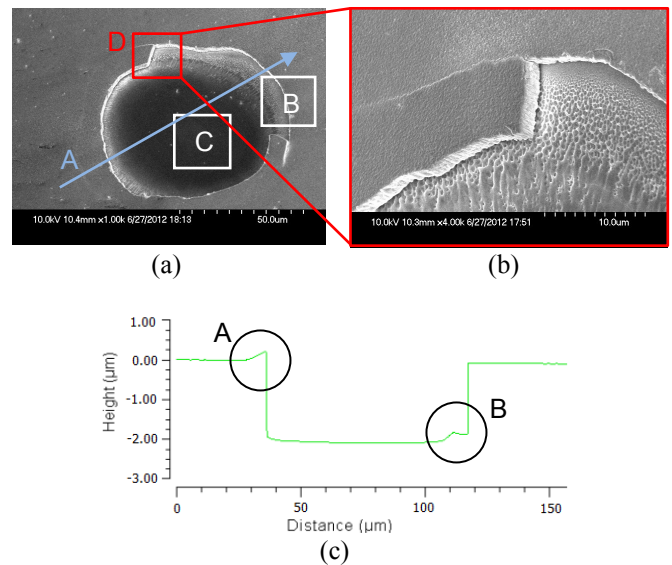 D
B
C
A
10.0kV 10.4mm x1.00k 6/27/2012 18:13 50.0um
10.0kV 10.3mm x4.00k 6/27/2012 17:51 10.0um
(a)
(b)
1.00
0.00
-1.00
-2.00
-3.00
Height (µm)
A
B
0
50
100
150
Distance (µm)
(c)